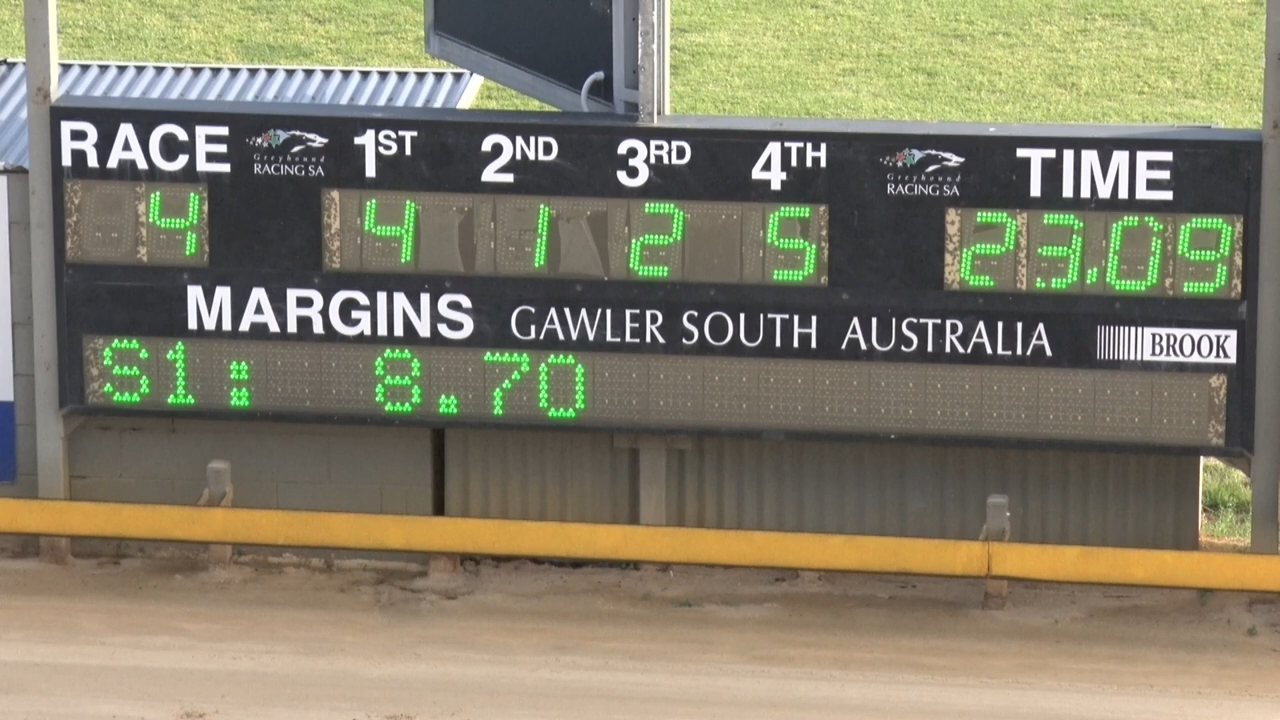 RACE Greyhound RACING SA 1ST 2ND 3RD 4TH Greyhound RACING SA TIME
4 4 1 2 5 23.09
MARGINS GAWLER SOUTH AUSTRALIA BROOK
S1: 8.70